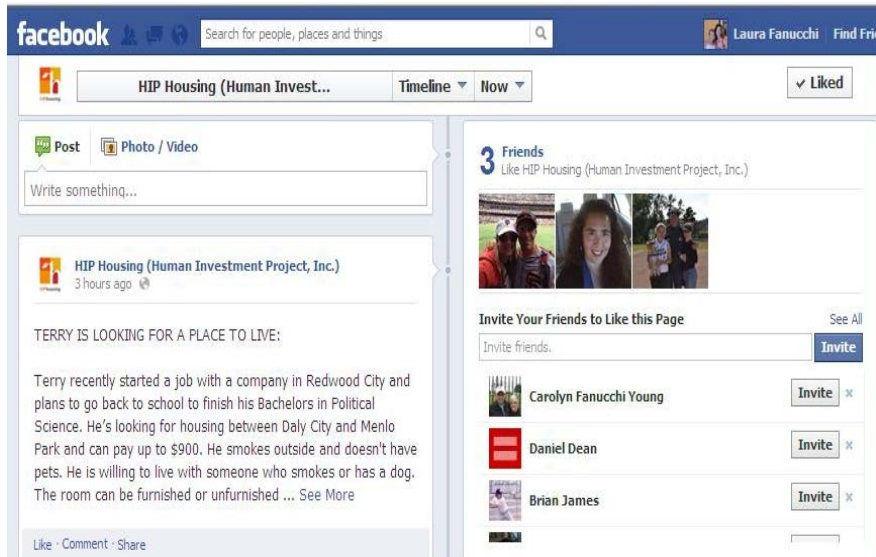 facebook
Search for people, places and things
Laura Fanucchi Find Frie
HIP Housing (Human Invest...
Timeline
Now
✓ Liked
Post
Photo / Video
Write something...
HIP Housing (Human Investment Project, Inc.)
3 hours ago
TERRY IS LOOKING FOR A PLACE TO LIVE:
Terry recently started a job with a company in Redwood City and
plans to go back to school to finish his Bachelors in Political
Science. He's looking for housing between Daly City and Menlo
Park and can pay up to $900. He smokes outside and doesn't have
pets. He is willing to live with someone who smokes or has a dog.
The room can be furnished or unfurnished ... See More
Like · Comment · Share
3 Friends
Like HIP Housing (Human Investment Project, Inc.)
Invite Your Friends to Like this Page See All
Invite friends. Invite
Carolyn Fanucchi Young Invite ×
Daniel Dean Invite ×
Brian James Invite ×